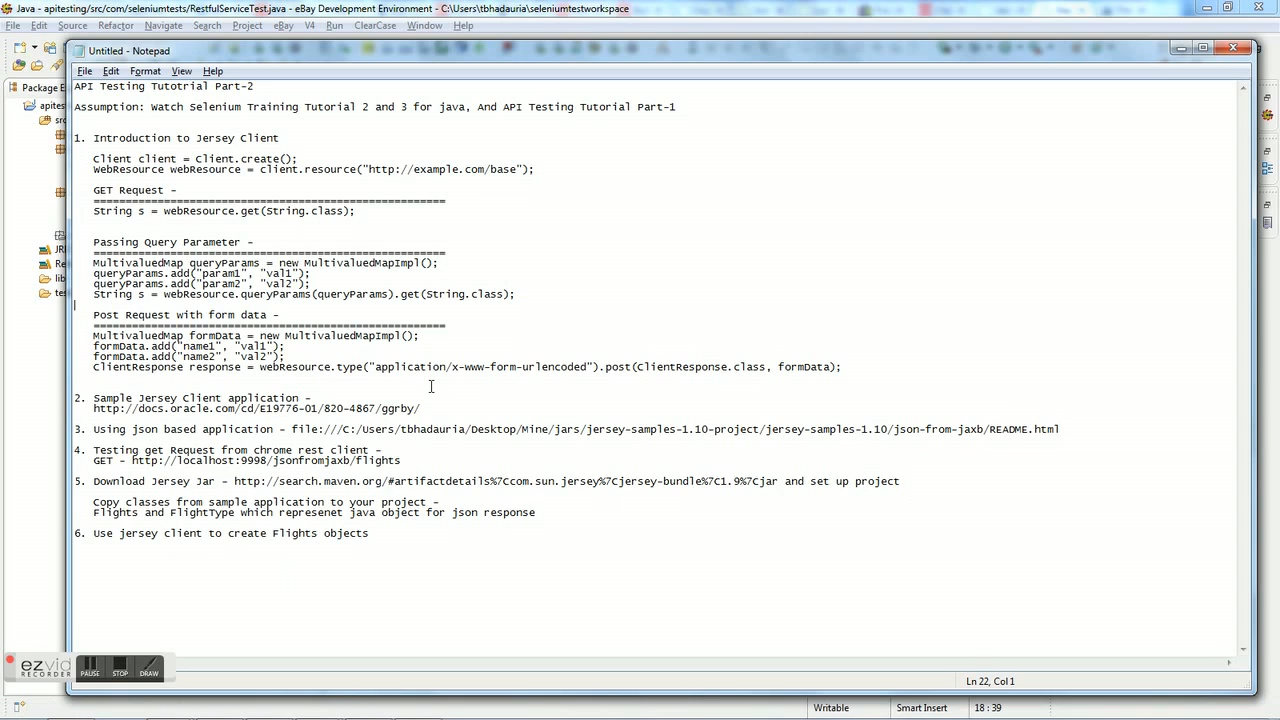 Java - apitesting/src/com/seleniumtests/RestfulServiceTest.java - eBay Development Environment - C:\Users\tbhadauria\seleniumtestworkspace
File Edit Source Refactor Navigate Search Project eBay V4 Run ClearCase Window Help
Untitled - Notepad
File Edit Format View Help
Package E
apites
src
JR
Re
lib
tes
API Testing Tutotrial Part-2
Assumption: Watch Selenium Training Tutorial 2 and 3 for java, And API Testing Tutorial Part-1
1. Introduction to Jersey Client
Client client = Client.create();
WebResource webResource = client.resource("http://example.com/base");
GET Request -
=======================================================
String s = webResource.get(String.class);
Passing Query Parameter -
=======================================================
MultivaluedMap queryParams = new MultivaluedMapImpl();
queryParams.add("param1", "val1");
queryParams.add("param2", "val2");
String s = webResource.queryParams(queryParams).get(String.class);
Post Request with form data -
=======================================================
MultivaluedMap formData = new MultivaluedMapImpl();
formData.add("name1", "val1");
formData.add("name2", "val2");
ClientResponse response = webResource.type("application/x-www-form-urlencoded").post(ClientResponse.class, formData);
2. Sample Jersey Client application -
http://docs.oracle.com/cd/E19776-01/820-4867/ggrby/
3. Using json based application - file:///C:/Users/tbhadauria/Desktop/Mine/jars/jersey-samples-1.10-project/jersey-samples-1.10/json-from-jaxb/README.html
4. Testing get Request from chrome rest client -
GET - http://localhost:9998/jsonfromjaxb/flights
5. Download Jersey Jar - http://search.maven.org/#artifactdetails%7Ccom.sun.jersey%7Cjersey-bundle%7C1.9%7Cjar and set up project
Copy classes from sample application to your project -
Flights and FlightType which represenet java object for json response
6. Use jersey client to create Flights objects
ezvid
RECORDER
PAUSE STOP DRAW
Ln 22, Col 1
Writable Smart Insert 18 : 39